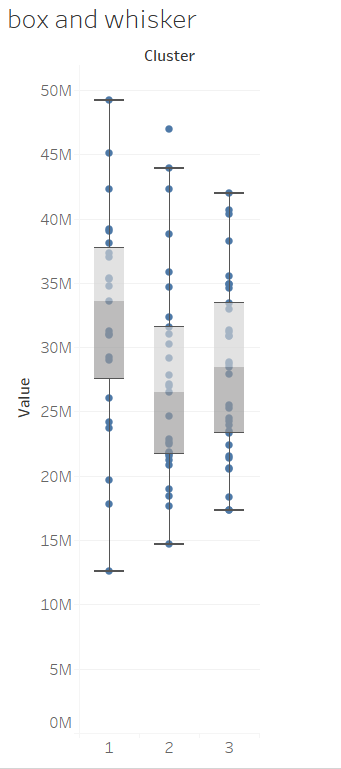 box and whisker
Cluster
50M
45M
40M
35M
30M
25M
20M
15M
10M
5M
0M
Value
1 2 3